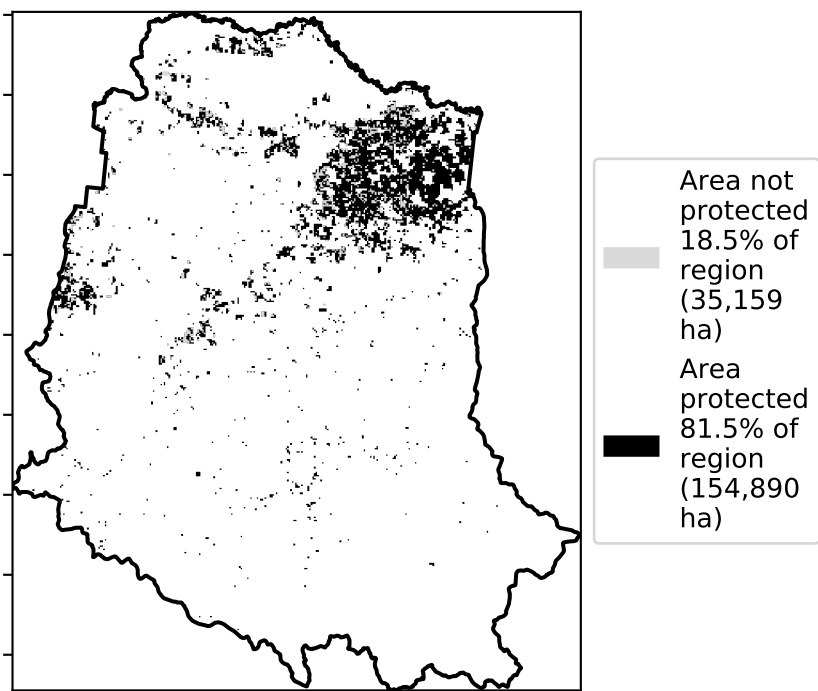 Area not
protected
18.5% of
region
(35,159
ha)
Area
protected
81.5% of
region
(154,890
ha)